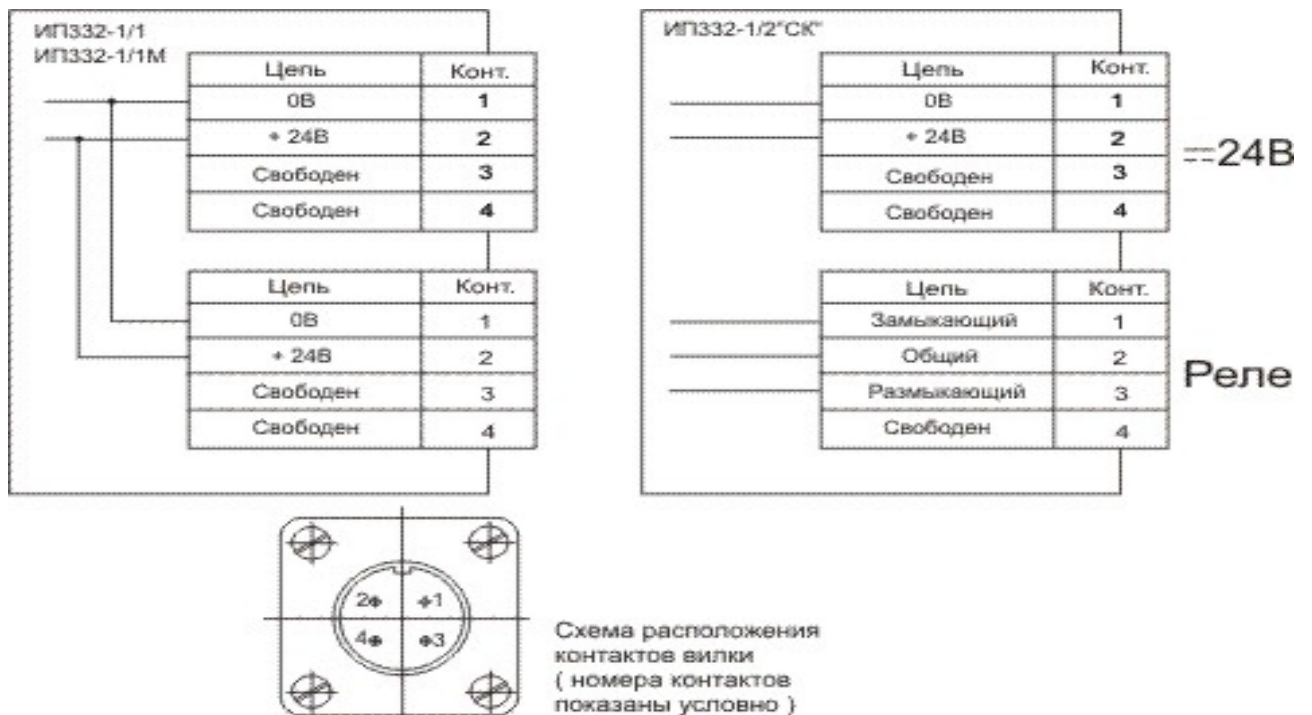 ИП332-1/1
ИП332-1/1М
Цепь Конт.
0В 1
+ 24В 2
Свободен 3
Свободен 4
Цепь Конт.
0В 1
+ 24В 2
Свободен 3
Свободен 4
ИП332-1/2"СК"
Цепь Конт.
0В 1
+ 24В 2
Свободен 3
Свободен 4
24В
Цепь Конт.
Замыкающий 1
Общий 2
Размыкающий 3
Свободен 4
Реле
2 1
4 3
Схема расположения
контактов вилки
( номера контактов
показаны условно )